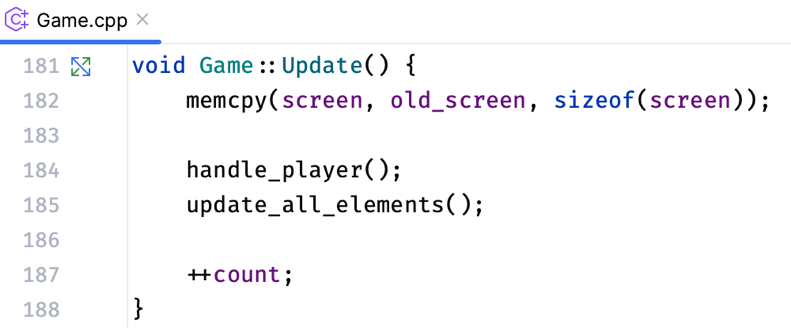 Game.cpp
181 void Game::Update() {
182 memcpy(screen, old_screen, sizeof(screen));
183
184 handle_player();
185 update_all_elements();
186
187 ++count;
188 }